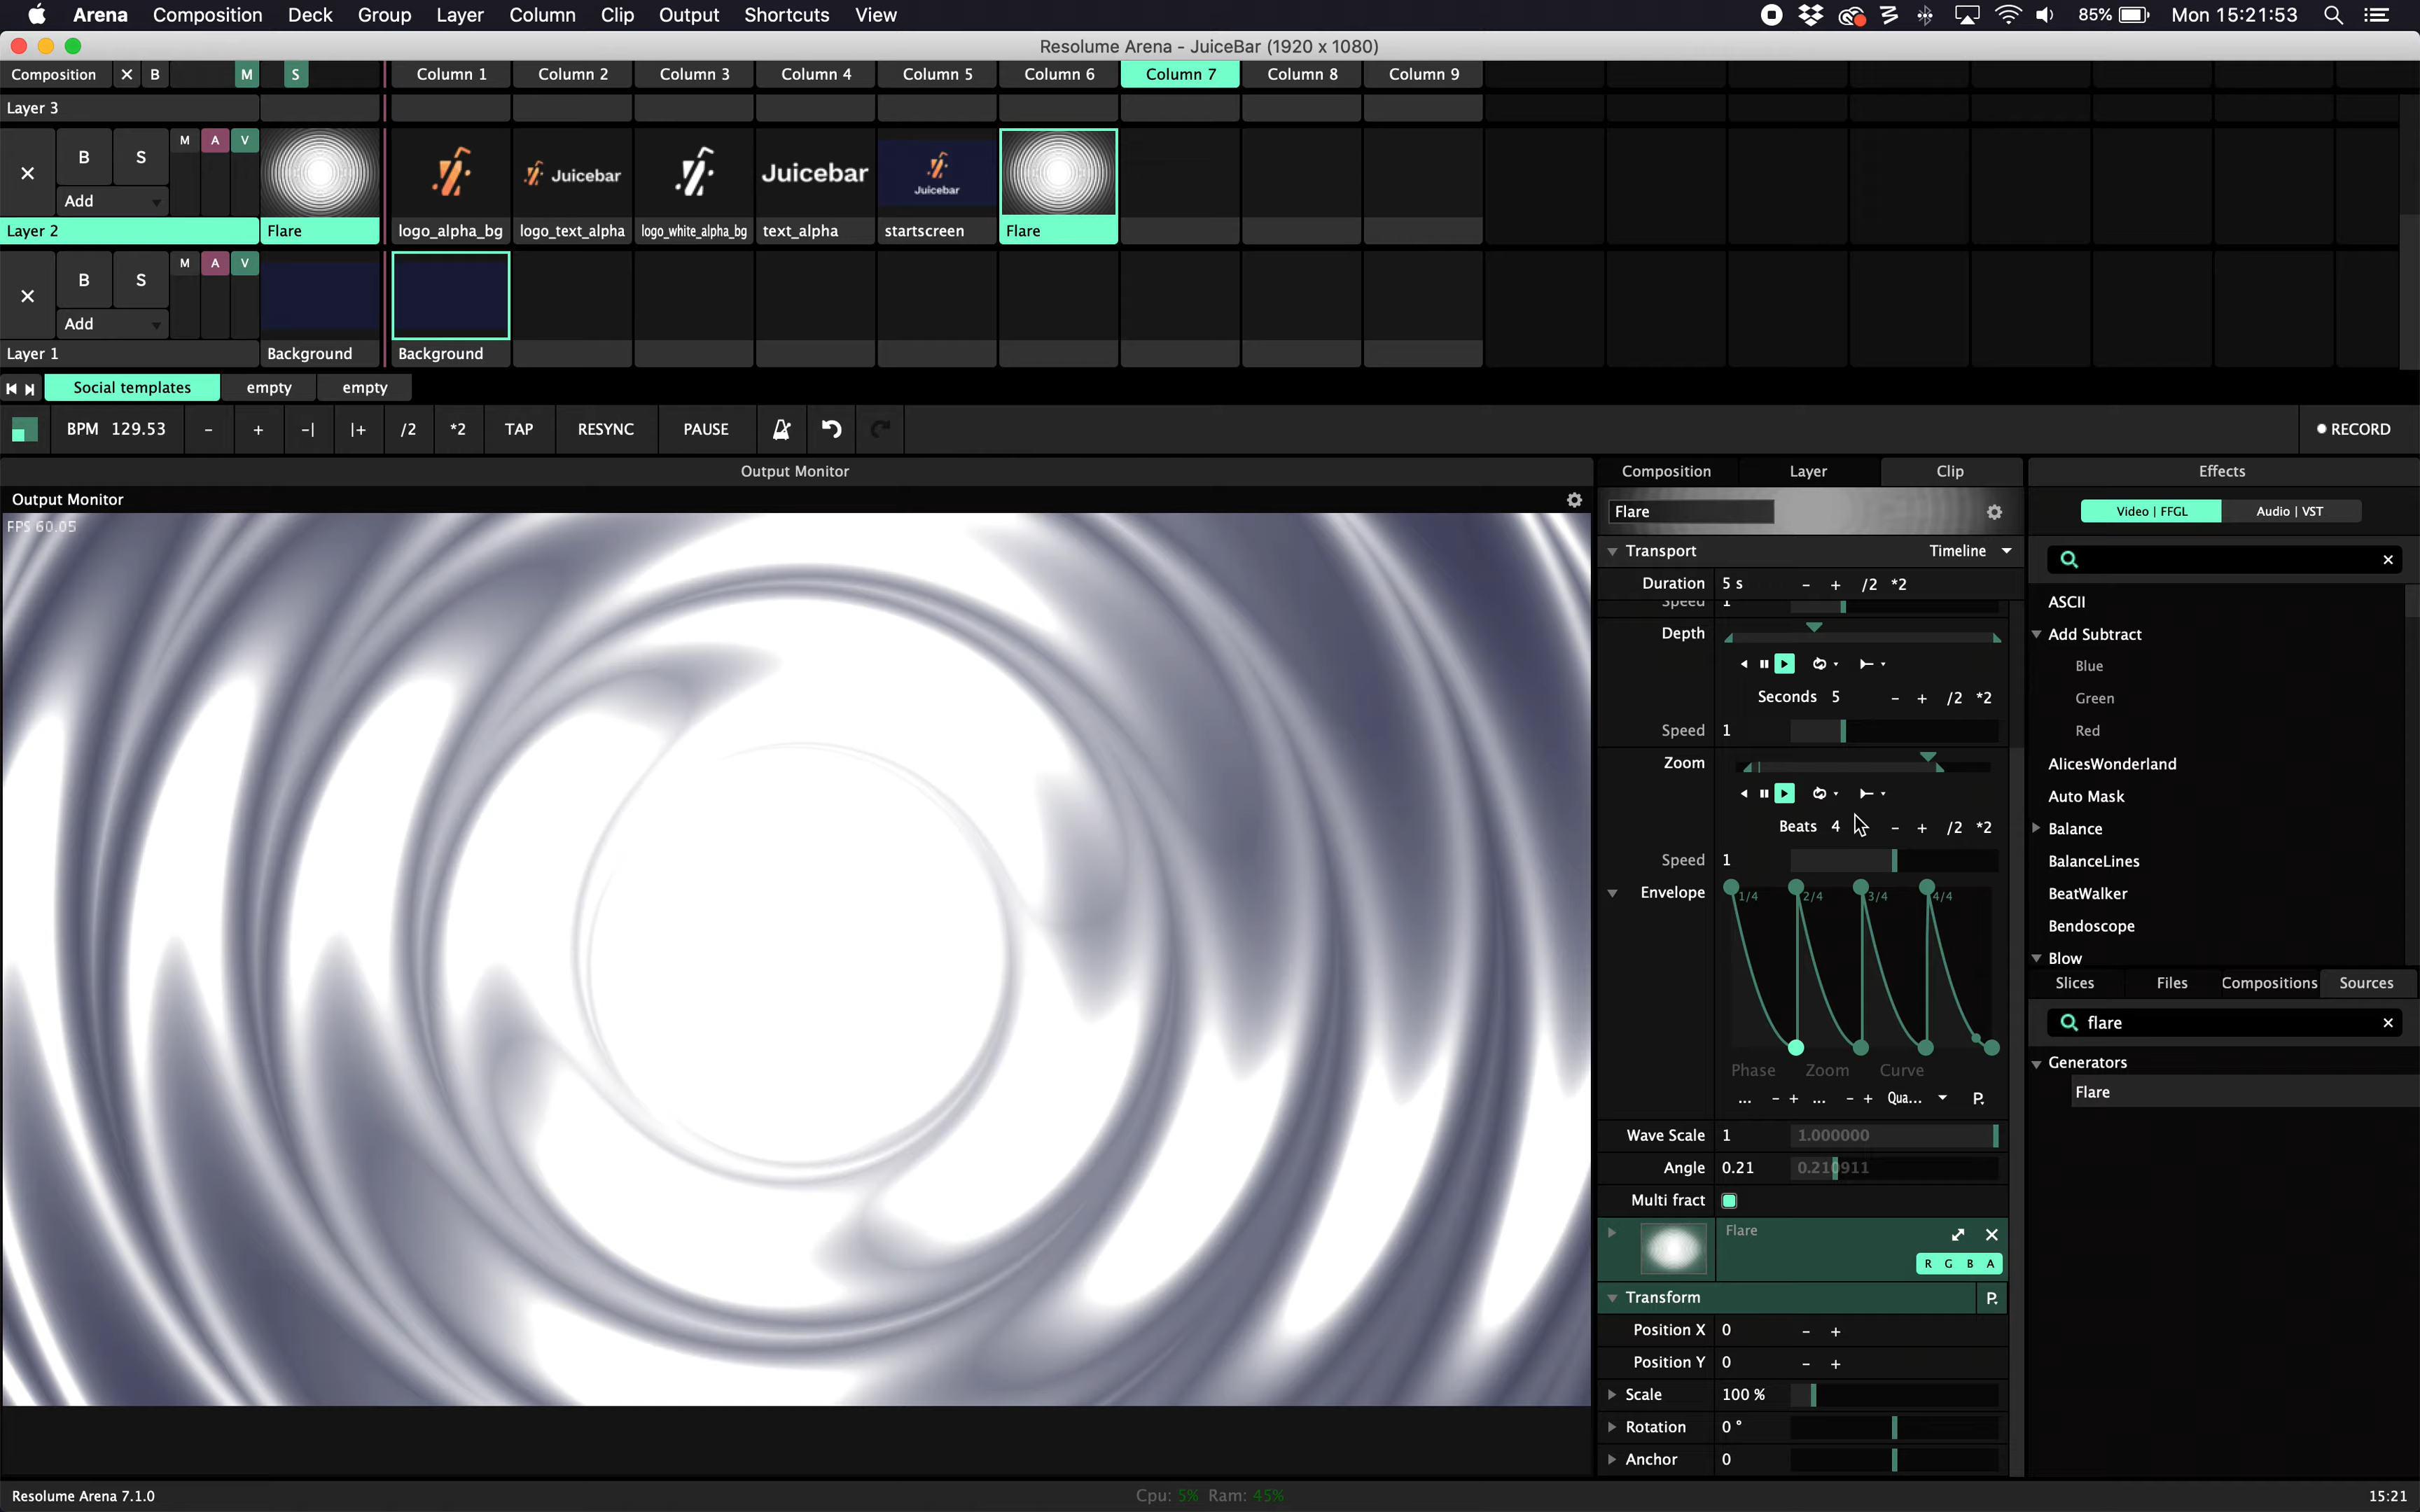 Arena Composition Deck Group Layer Column Clip Output Shortcuts View 85% Mon 15:21:53
Resolume Arena - JuiceBar (1920 x 1080)
Composition B M S Column 1 Column 2 Column 3 Column 4 Column 5 Column 6 Column 7 Column 8 Column 9
Layer 3
M A V
B S
Juicebar Juicebar Juicebar
Add
Layer 2 Flare logo_alpha_bg logo_text_alpha logo_white_alpha_bg text_alpha startscreen Flare
M A V
B S
Add
Layer 1 Background Background
Social templates empty empty
BPM 129.53 - + -| |+ /2 *2 TAP RESYNC PAUSE RECORD
Output Monitor Composition Layer Clip Effects
Output Monitor
FPS 60.05
Flare
Video | FFGL Audio | VST
Transport Timeline
Duration 5 s - + /2 *2
Speed 1
Depth
Seconds 5 - + /2 *2
Speed 1
Zoom
Beats 4 - + /2 *2
Speed 1
Envelope 1/4 2/4 3/4 4/4
Phase Zoom Curve
... - + ... - + Qua... P.
Wave Scale 1 1.000000
Angle 0.21 0.210911
Multi fract
Flare
R G B A
Transform P.
Position X 0 - +
Position Y 0 - +
Scale 100 %
Rotation 0 °
Anchor 0
ASCII
Add Subtract
Blue
Green
Red
AlicesWonderland
Auto Mask
Balance
BalanceLines
BeatWalker
Bendoscope
Blow
Slices Files Compositions Sources
flare
Generators
Flare
Resolume Arena 7.1.0 Cpu: 5% Ram: 45% 15:21